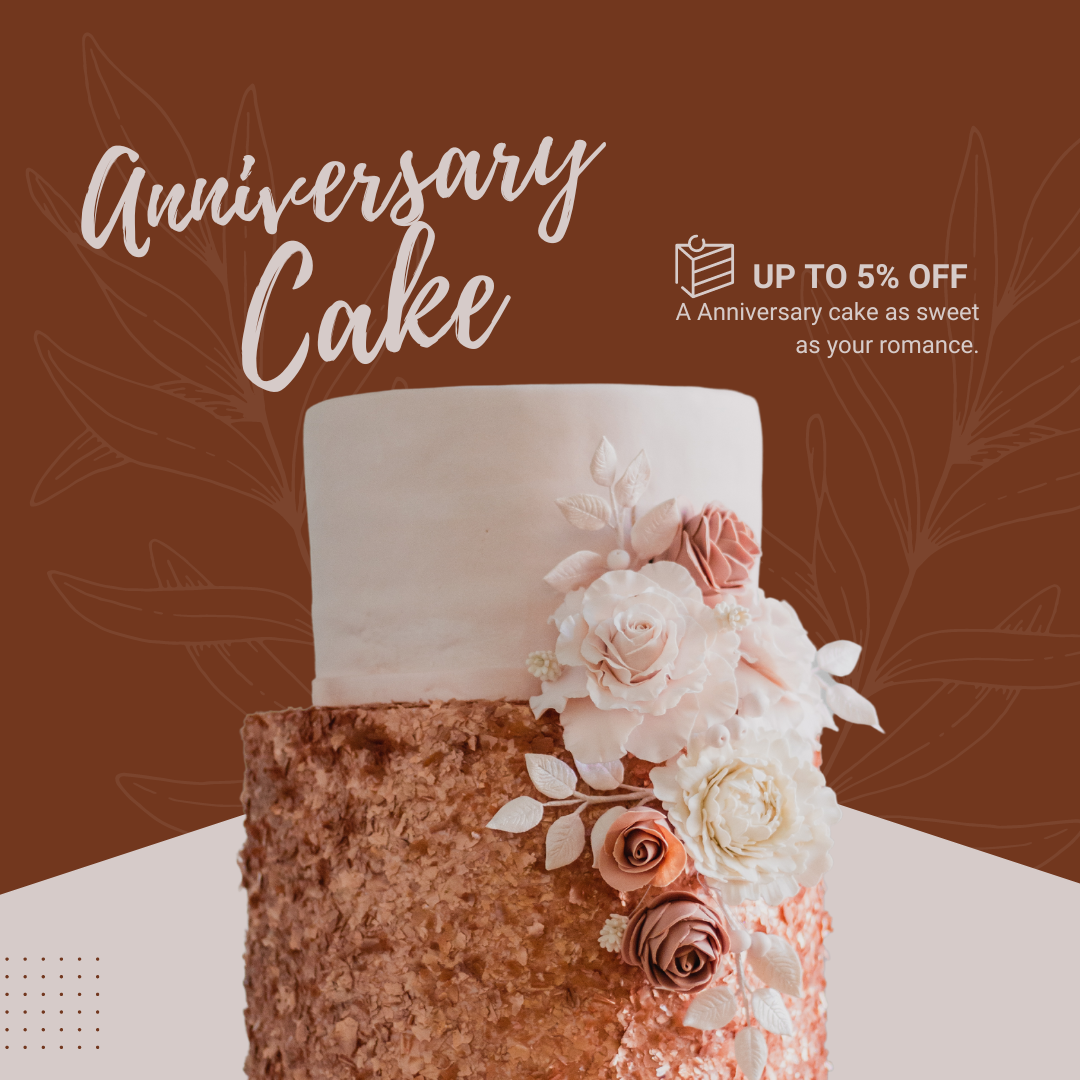 Anniversary
Cake
UP TO 5% OFF
A Anniversary cake as sweet
as your romance.